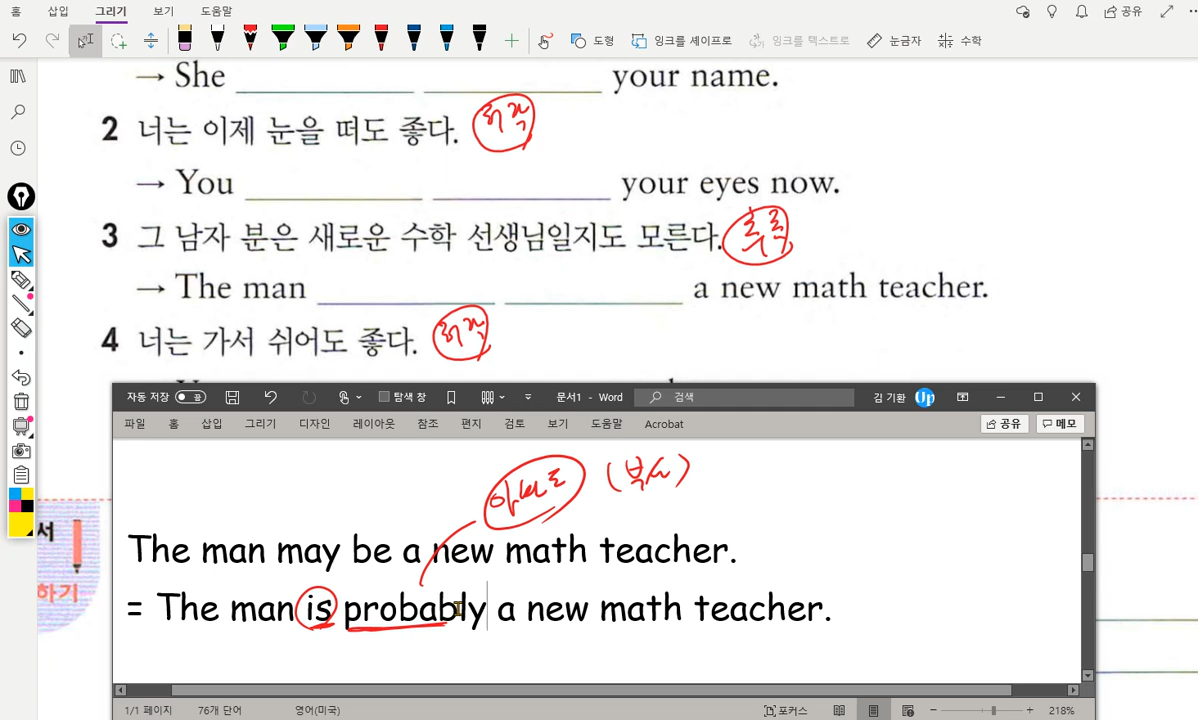 홈 삽입 그리기 보기 도움말 공유
도형 잉크를 셰이프로 잉크를 텍스트로 눈금자 수학
→ She your name.
2 너는 이제 눈을 떠도 좋다. 허락
→ You your eyes now.
3 그 남자 분은 새로운 수학 선생님일지도 모른다. 추측
→ The man a new math teacher.
4 너는 가서 쉬어도 좋다. 허락
자동 저장 끔 탐색 창 문서1 - Word 검색 김 기환 Up
파일 홈 삽입 그리기 디자인 레이아웃 참조 편지 검토 보기 도움말 Acrobat 공유 메모
아마도 (부사)
The man may be a new math teacher.
= The man is probably a new math teacher.
서
하기
1/1 페이지 76개 단어 영어(미국) 포커스 218%